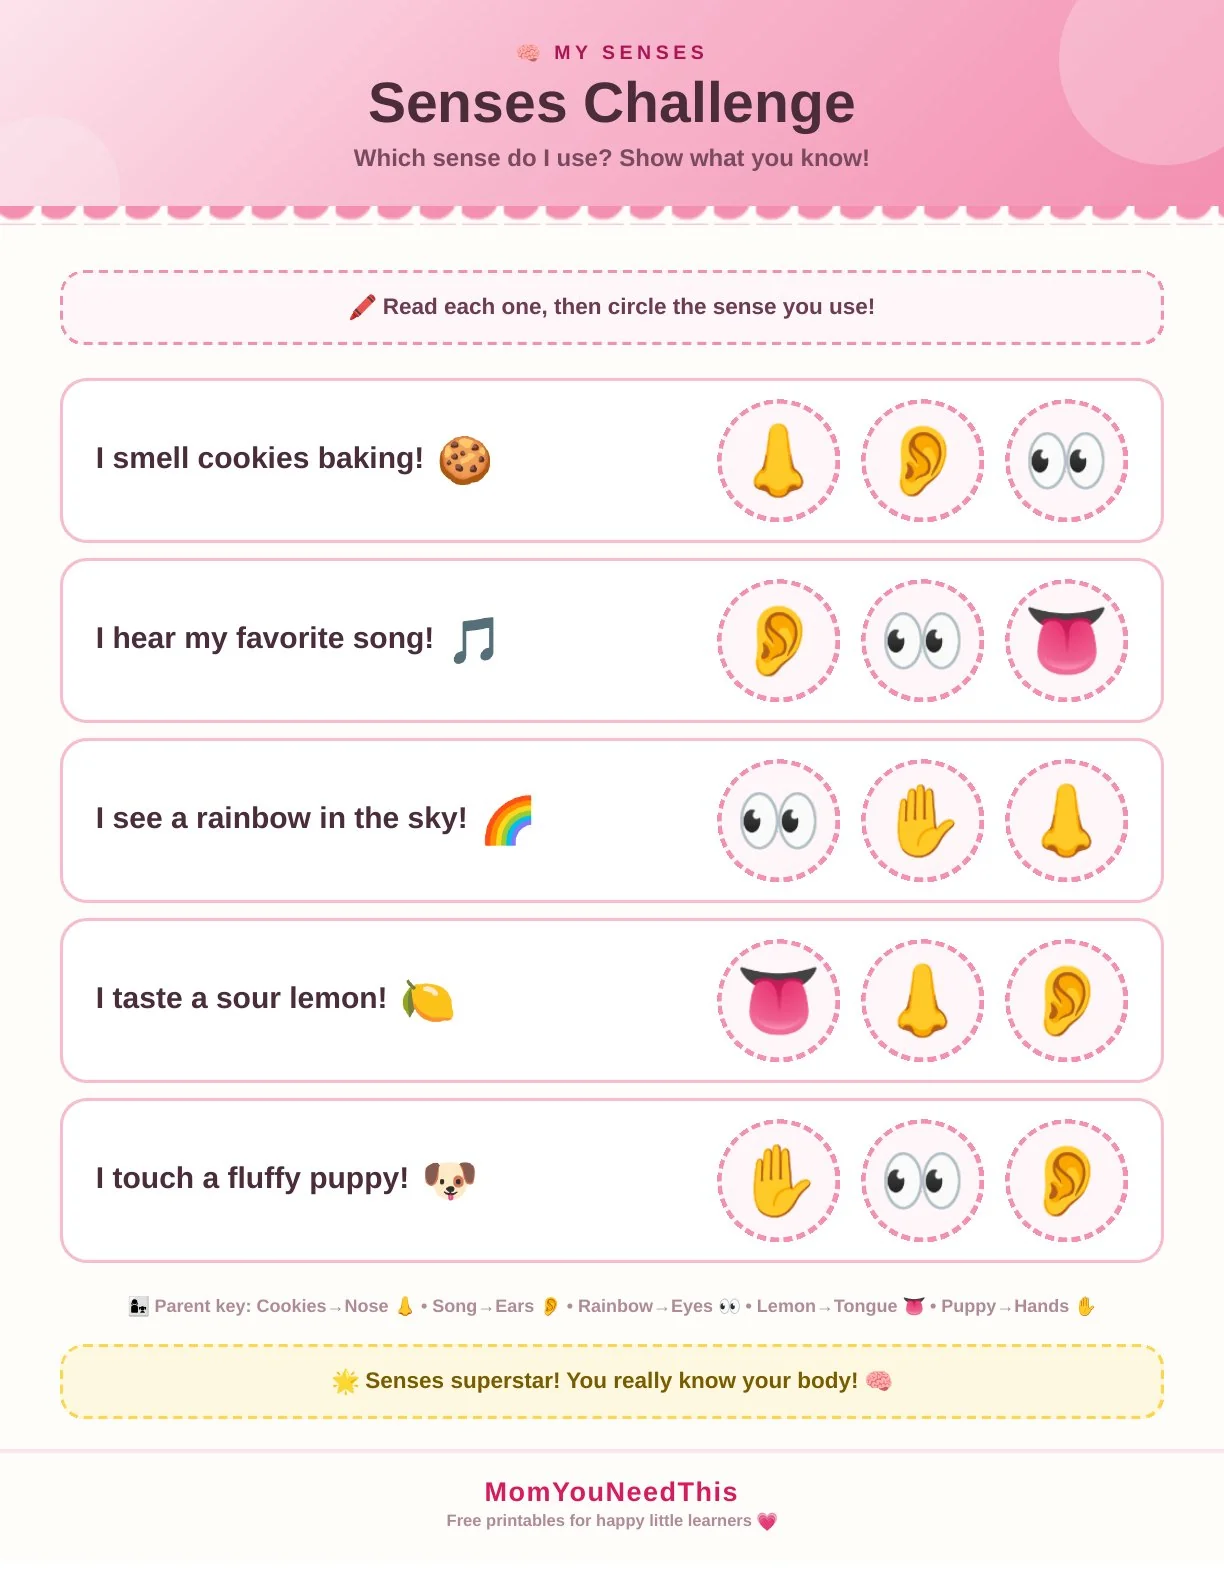 🧠 MY SENSES
Senses Challenge
Which sense do I use? Show what you know!
🖍️ Read each one, then circle the sense you use!
I smell cookies baking! 🍪
I hear my favorite song! 🎵
I see a rainbow in the sky! 🌈
I taste a sour lemon! 🍋
I touch a fluffy puppy! 🐶
👩‍👧 Parent key: Cookies→Nose 👃 • Song→Ears 👂 • Rainbow→Eyes 👀 • Lemon→Tongue 👅 • Puppy→Hands ✋
🌟 Senses superstar! You really know your body! 🧠
MomYouNeedThis
Free printables for happy little learners 💗